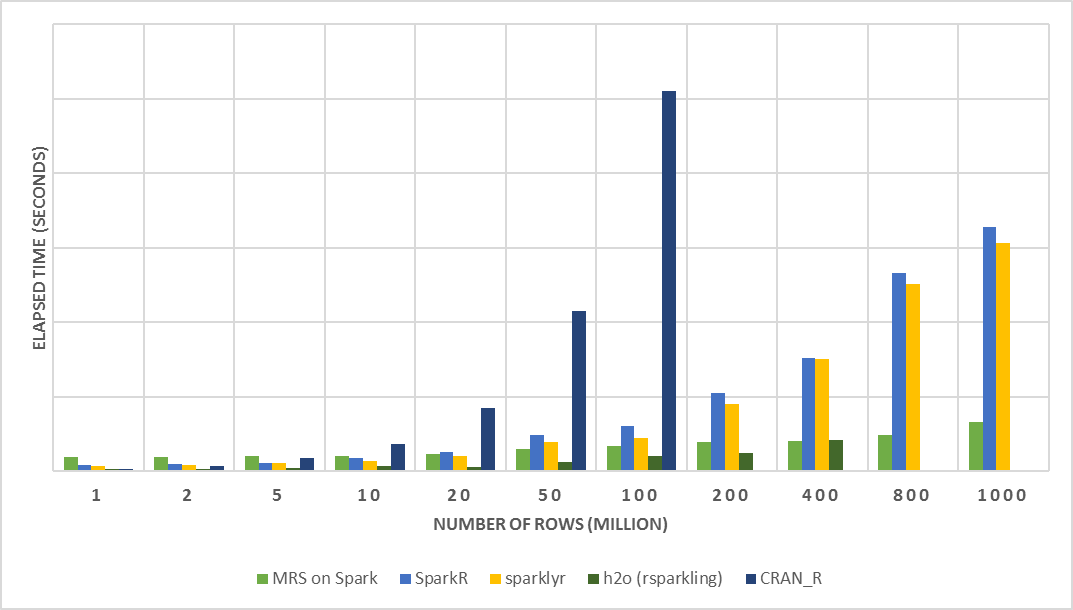 ELAPSED TIME (SECONDS)
1 2 5 10 20 50 100 200 400 800 1000
NUMBER OF ROWS (MILLION)
MRS on Spark SparkR sparklyr h2o (rsparkling) CRAN_R